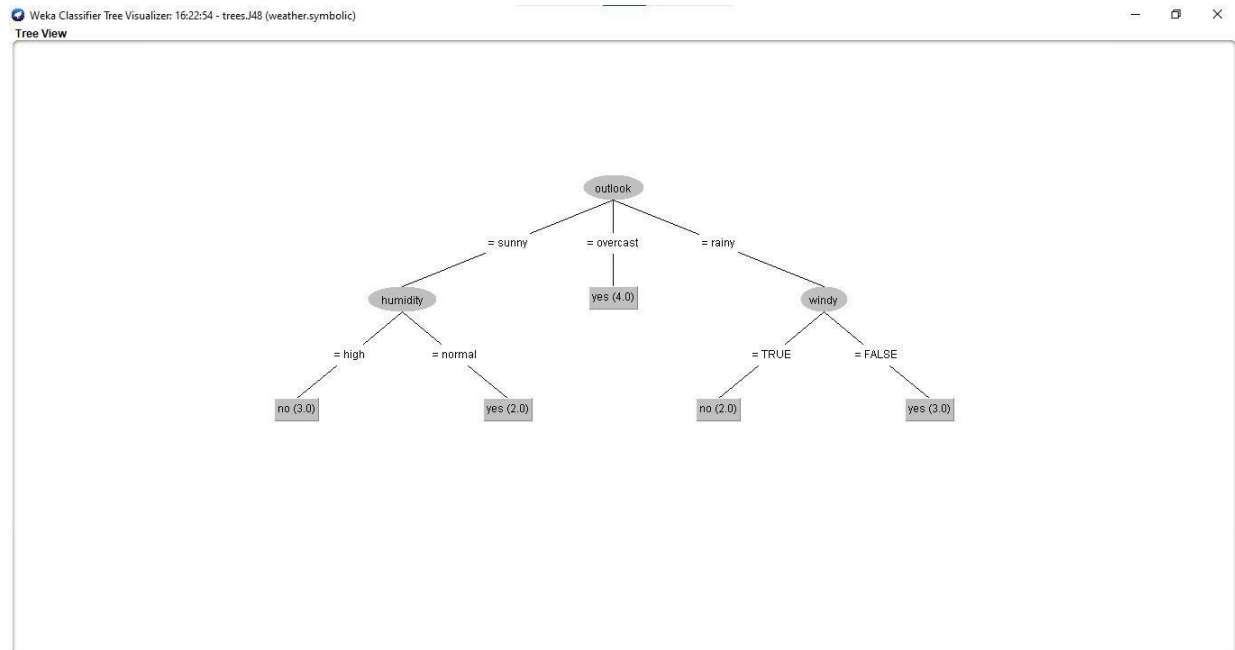 Weka Classifier Tree Visualizer: 16:22:54 - trees.J48 (weather.symbolic)
Tree View
outlook
= sunny = overcast = rainy
humidity yes (4.0) windy
= high = normal = TRUE = FALSE
no (3.0) yes (2.0) no (2.0) yes (3.0)